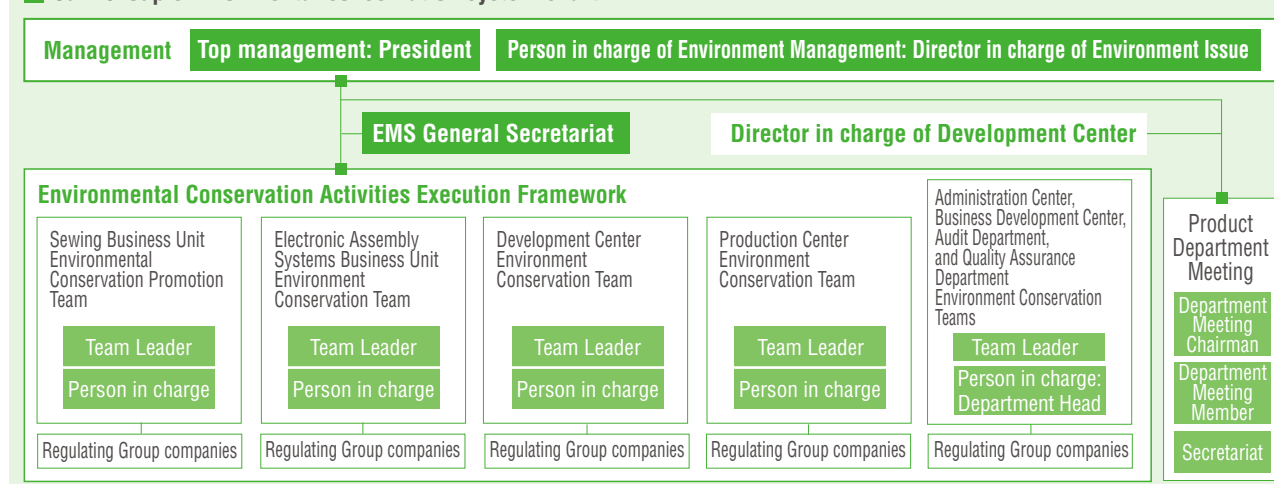 Management
Top management: President
Person in charge of Environment Management: Director in charge of Environment Issue
EMS General Secretariat
Director in charge of Development Center
Environmental Conservation Activities Execution Framework
Sewing Business Unit
Environmental
Conservation Promotion
Team
Team Leader
Person in charge
Regulating Group companies
Electronic Assembly
Systems Business Unit
Environment
Conservation Team
Team Leader
Person in charge
Regulating Group companies
Development Center
Environment
Conservation Team
Team Leader
Person in charge
Regulating Group companies
Production Center
Environment
Conservation Team
Team Leader
Person in charge
Regulating Group companies
Administration Center,
Business Development Center,
Audit Department,
and Quality Assurance
Department
Environment Conservation
Teams
Team Leader
Person in charge:
Department Head
Regulating Group companies
Product
Department
Meeting
Department
Meeting
Chairman
Department
Meeting
Member
Secretariat